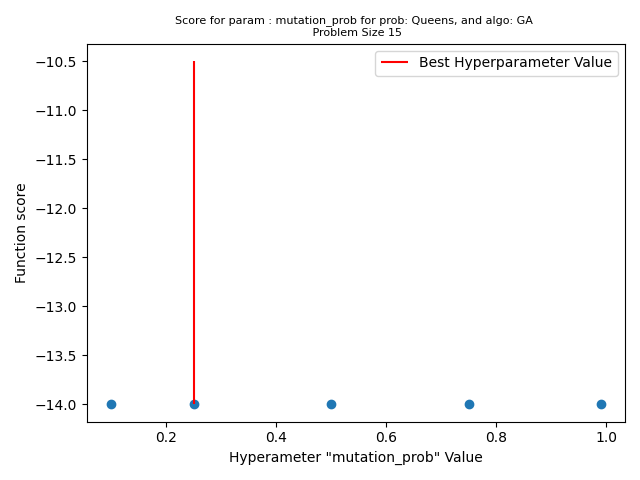 Score for param : mutation_prob for prob: Queens, and algo: GA
Problem Size 15
Best Hyperparameter Value
−10.5
−11.0
−11.5
−12.0
−12.5
−13.0
−13.5
−14.0
Function score
0.2 0.4 0.6 0.8 1.0
Hyperameter "mutation_prob" Value